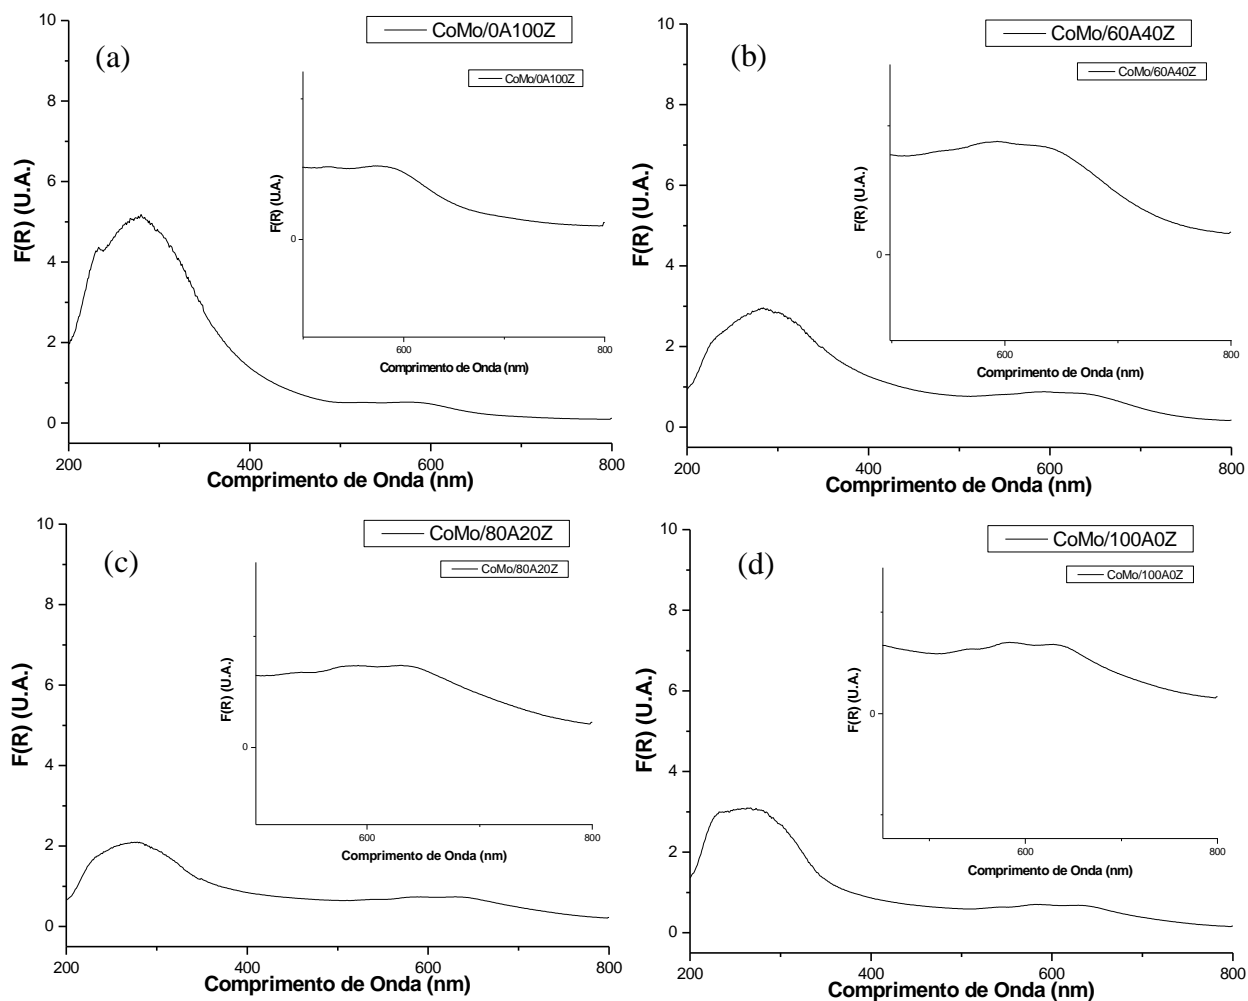 (a)
CoMo/0A100Z
CoMo/0A100Z
F(R) (U.A.)
0
600
800
Comprimento de Onda (nm)
10
8
6
4
2
0
F(R) (U.A.)
200
400
600
800
Comprimento de Onda (nm)
(b)
CoMo/60A40Z
CoMo/60A40Z
F(R) (U.A.)
0
600
800
Comprimento de Onda (nm)
10
8
6
4
2
0
F(R) (U.A.)
200
400
600
800
Comprimento de Onda (nm)
(c)
CoMo/80A20Z
CoMo/80A20Z
F(R) (U.A.)
0
600
800
Comprimento de Onda (nm)
10
8
6
4
2
0
F(R) (U.A.)
200
400
600
800
Comprimento de Onda (nm)
(d)
CoMo/100A0Z
CoMo/100A0Z
F(R) (U.A.)
0
600
800
Comprimento de Onda (nm)
10
8
6
4
2
0
F(R) (U.A.)
200
400
600
800
Comprimento de Onda (nm)